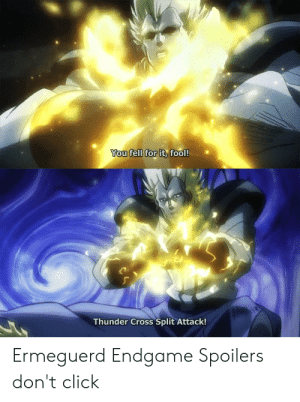 You fell for it, fool!
Thunder Cross Split Attack!
Ermeguerd Endgame Spoilers
don't click